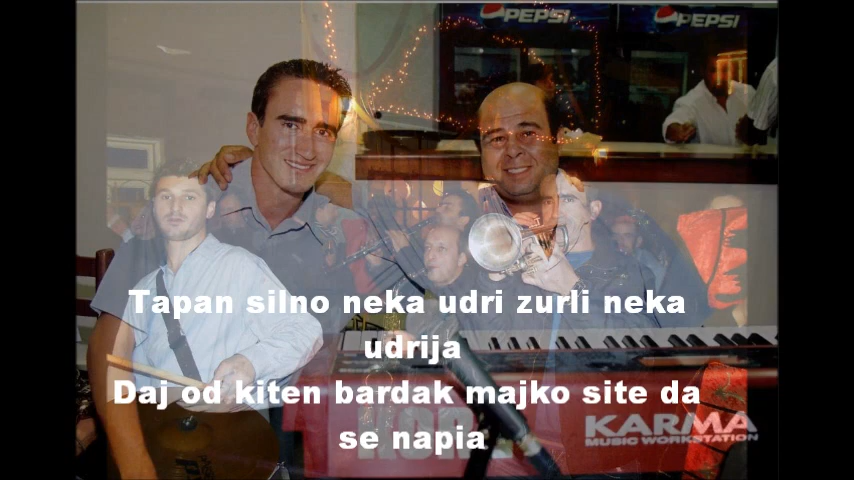 PEPSI
PEPSI
Tapan silno neka udri zurli neka
udrija
Daj od kiten bardak majko site da
se napia
KOR
KARMA
MUSIC WORKSTATION